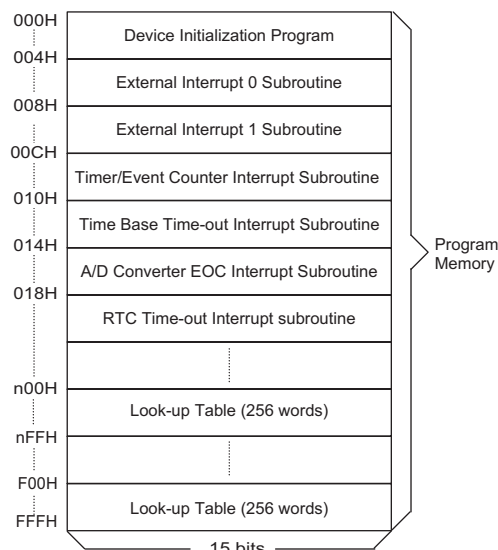 000H
Device Initialization Program
004H
External Interrupt 0 Subroutine
008H
External Interrupt 1 Subroutine
00CH
Timer/Event Counter Interrupt Subroutine
010H
Time Base Time-out Interrupt Subroutine
014H
A/D Converter EOC Interrupt Subroutine
018H
RTC Time-out Interrupt subroutine
Program
Memory
n00H
Look-up Table (256 words)
nFFH
F00H
Look-up Table (256 words)
FFFH
15 bits